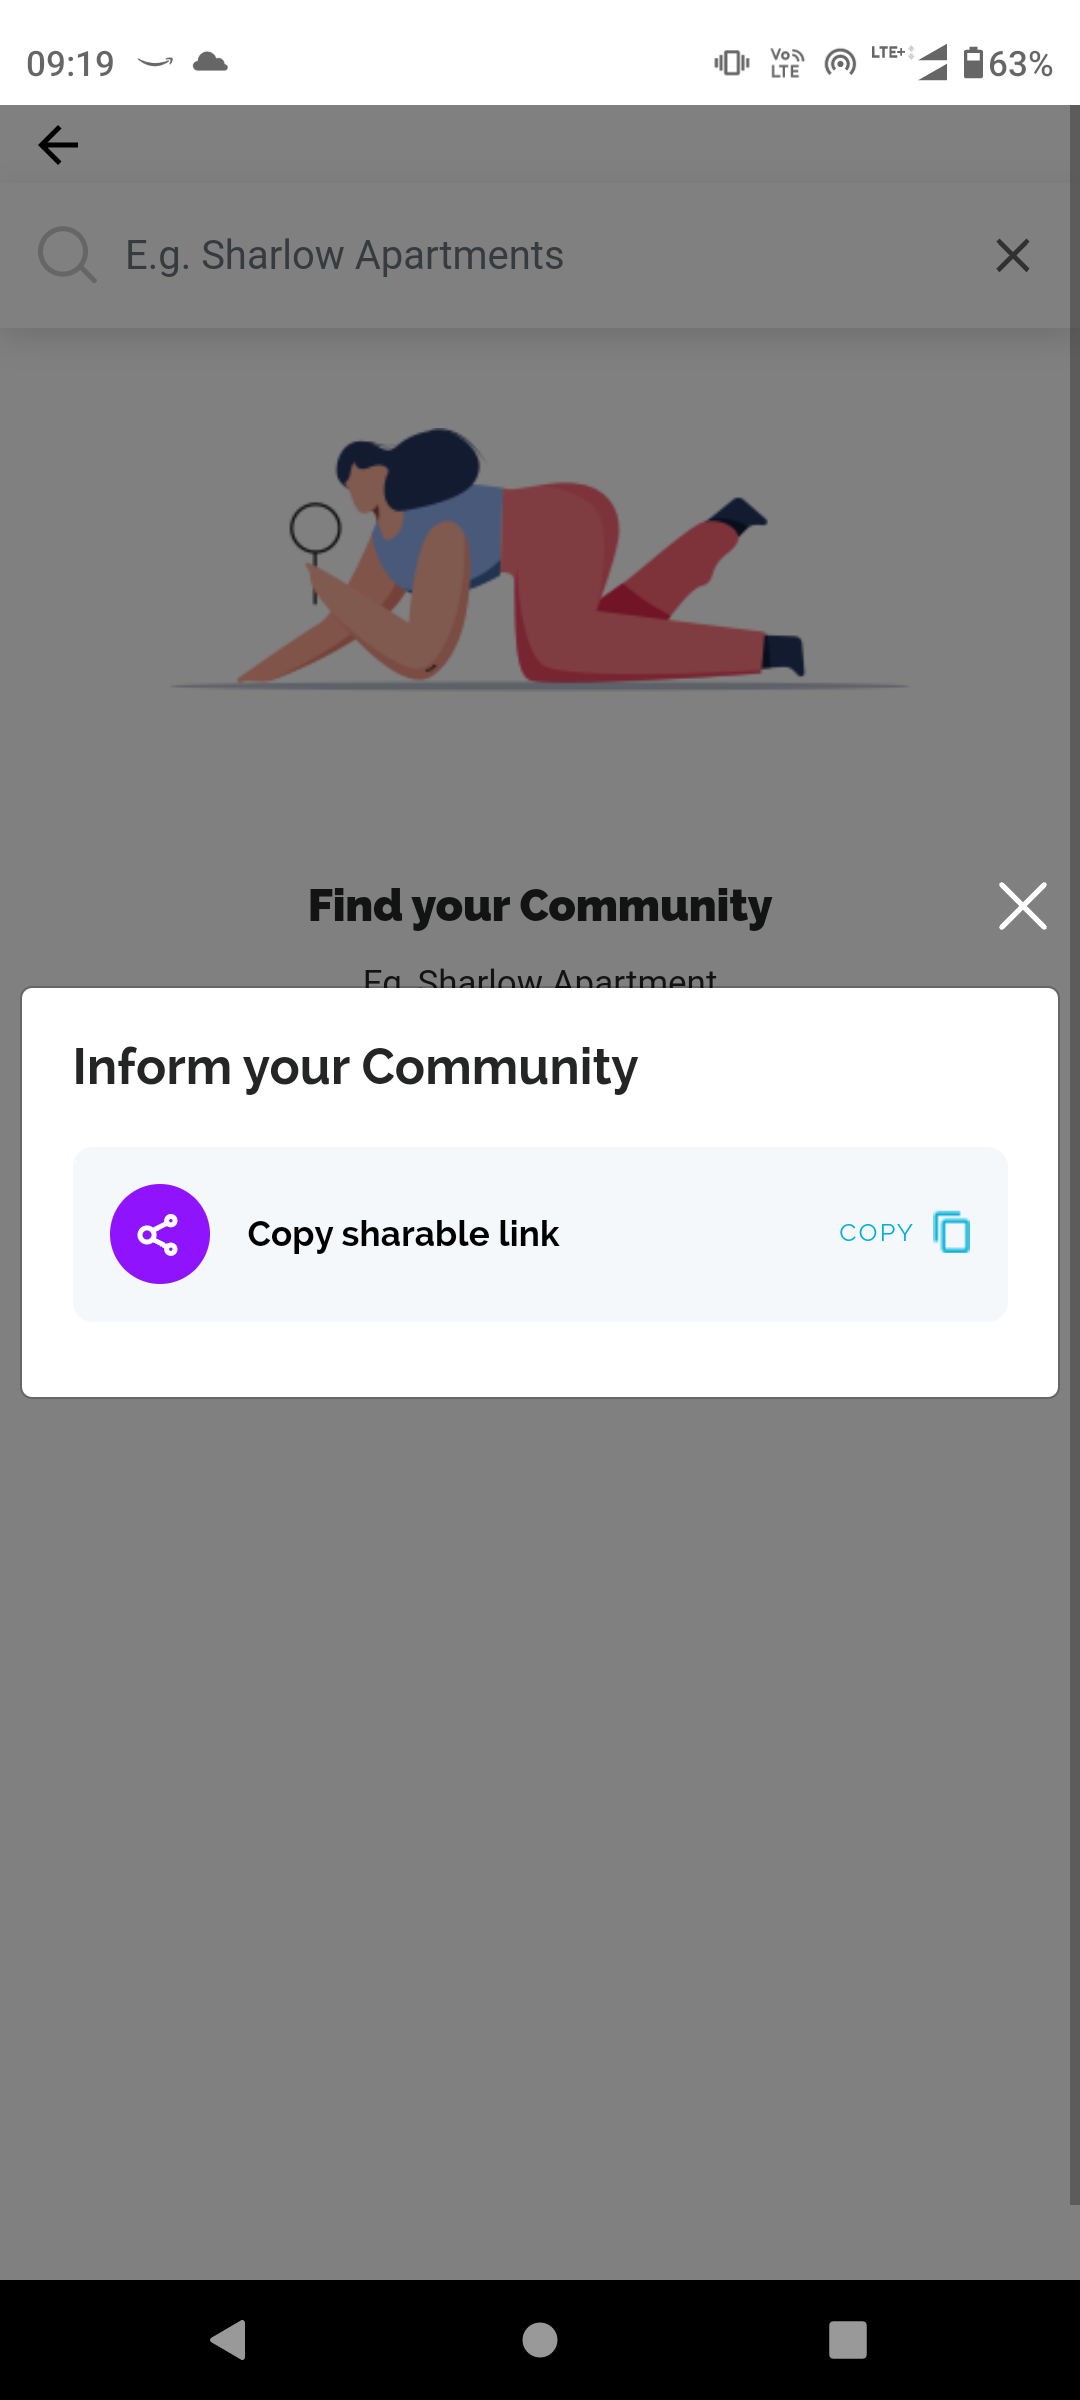 09:19
Vo LTE
LTE+
63%
E.g. Sharlow Apartments
Find your Community
Eg. Sharlow Apartment
Inform your Community
Copy sharable link
COPY